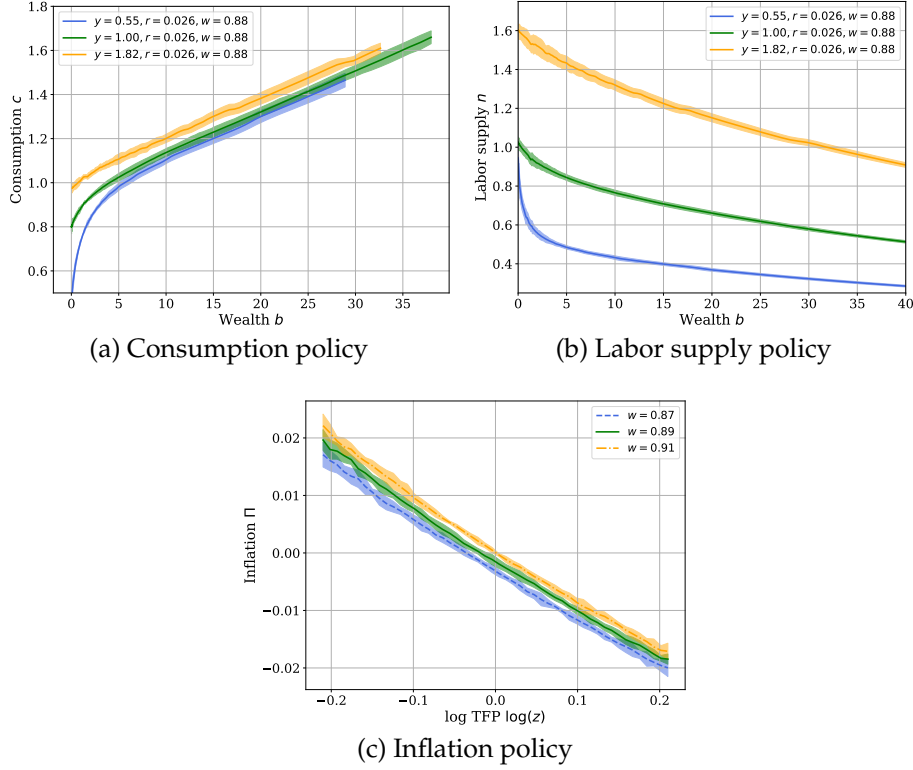 y = 0.55, r = 0.026, w = 0.88
y = 1.00, r = 0.026, w = 0.88
y = 1.82, r = 0.026, w = 0.88
Consumption c
1.8
1.6
1.4
1.2
1.0
0.8
0.6
0 5 10 15 20 25 30 35
Wealth b
(a) Consumption policy
y = 0.55, r = 0.026, w = 0.88
y = 1.00, r = 0.026, w = 0.88
y = 1.82, r = 0.026, w = 0.88
Labor supply n
1.6
1.4
1.2
1.0
0.8
0.6
0.4
0 5 10 15 20 25 30 35 40
Wealth b
(b) Labor supply policy
w = 0.87
w = 0.89
w = 0.91
Inflation Π
0.02
0.01
0.00
−0.01
−0.02
−0.2 −0.1 0.0 0.1 0.2
log TFP log(z)
(c) Inflation policy